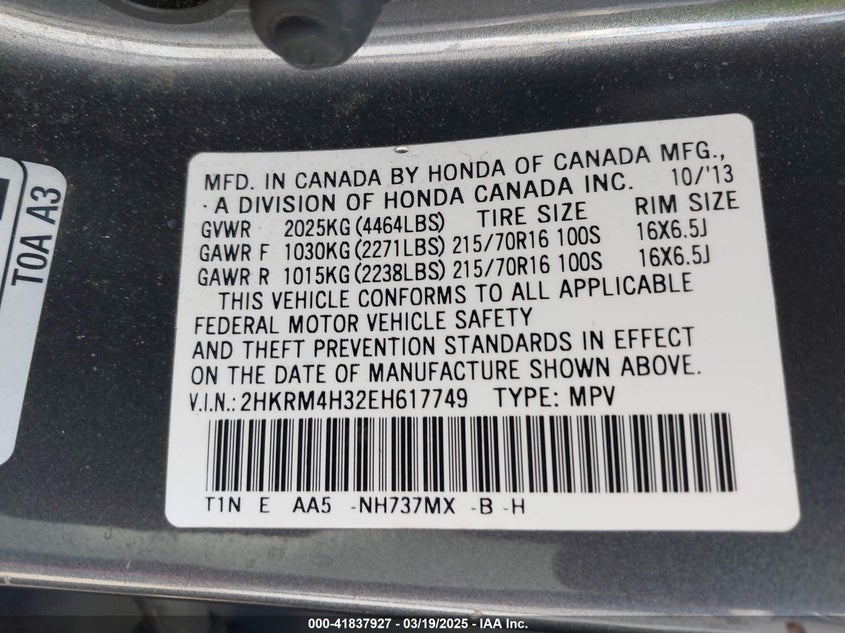 TOA A3
MFD. IN CANADA BY HONDA OF CANADA MFG.,
A DIVISION OF HONDA CANADA INC. 10/'13
GVWR 2025KG (4464LBS) TIRE SIZE RIM SIZE
GAWR F 1030KG (2271LBS) 215/70R16 100S 16X6.5J
GAWR R 1015KG (2238LBS) 215/70R16 100S 16X6.5J
THIS VEHICLE CONFORMS TO ALL APPLICABLE
FEDERAL MOTOR VEHICLE SAFETY
AND THEFT PREVENTION STANDARDS IN EFFECT
ON THE DATE OF MANUFACTURE SHOWN ABOVE.
V.I.N.: 2HKRM4H32EH617749 TYPE: MPV
T1N E AA5 -NH737MX -B -H
000-41837927 - 03/19/2025 - IAA Inc.